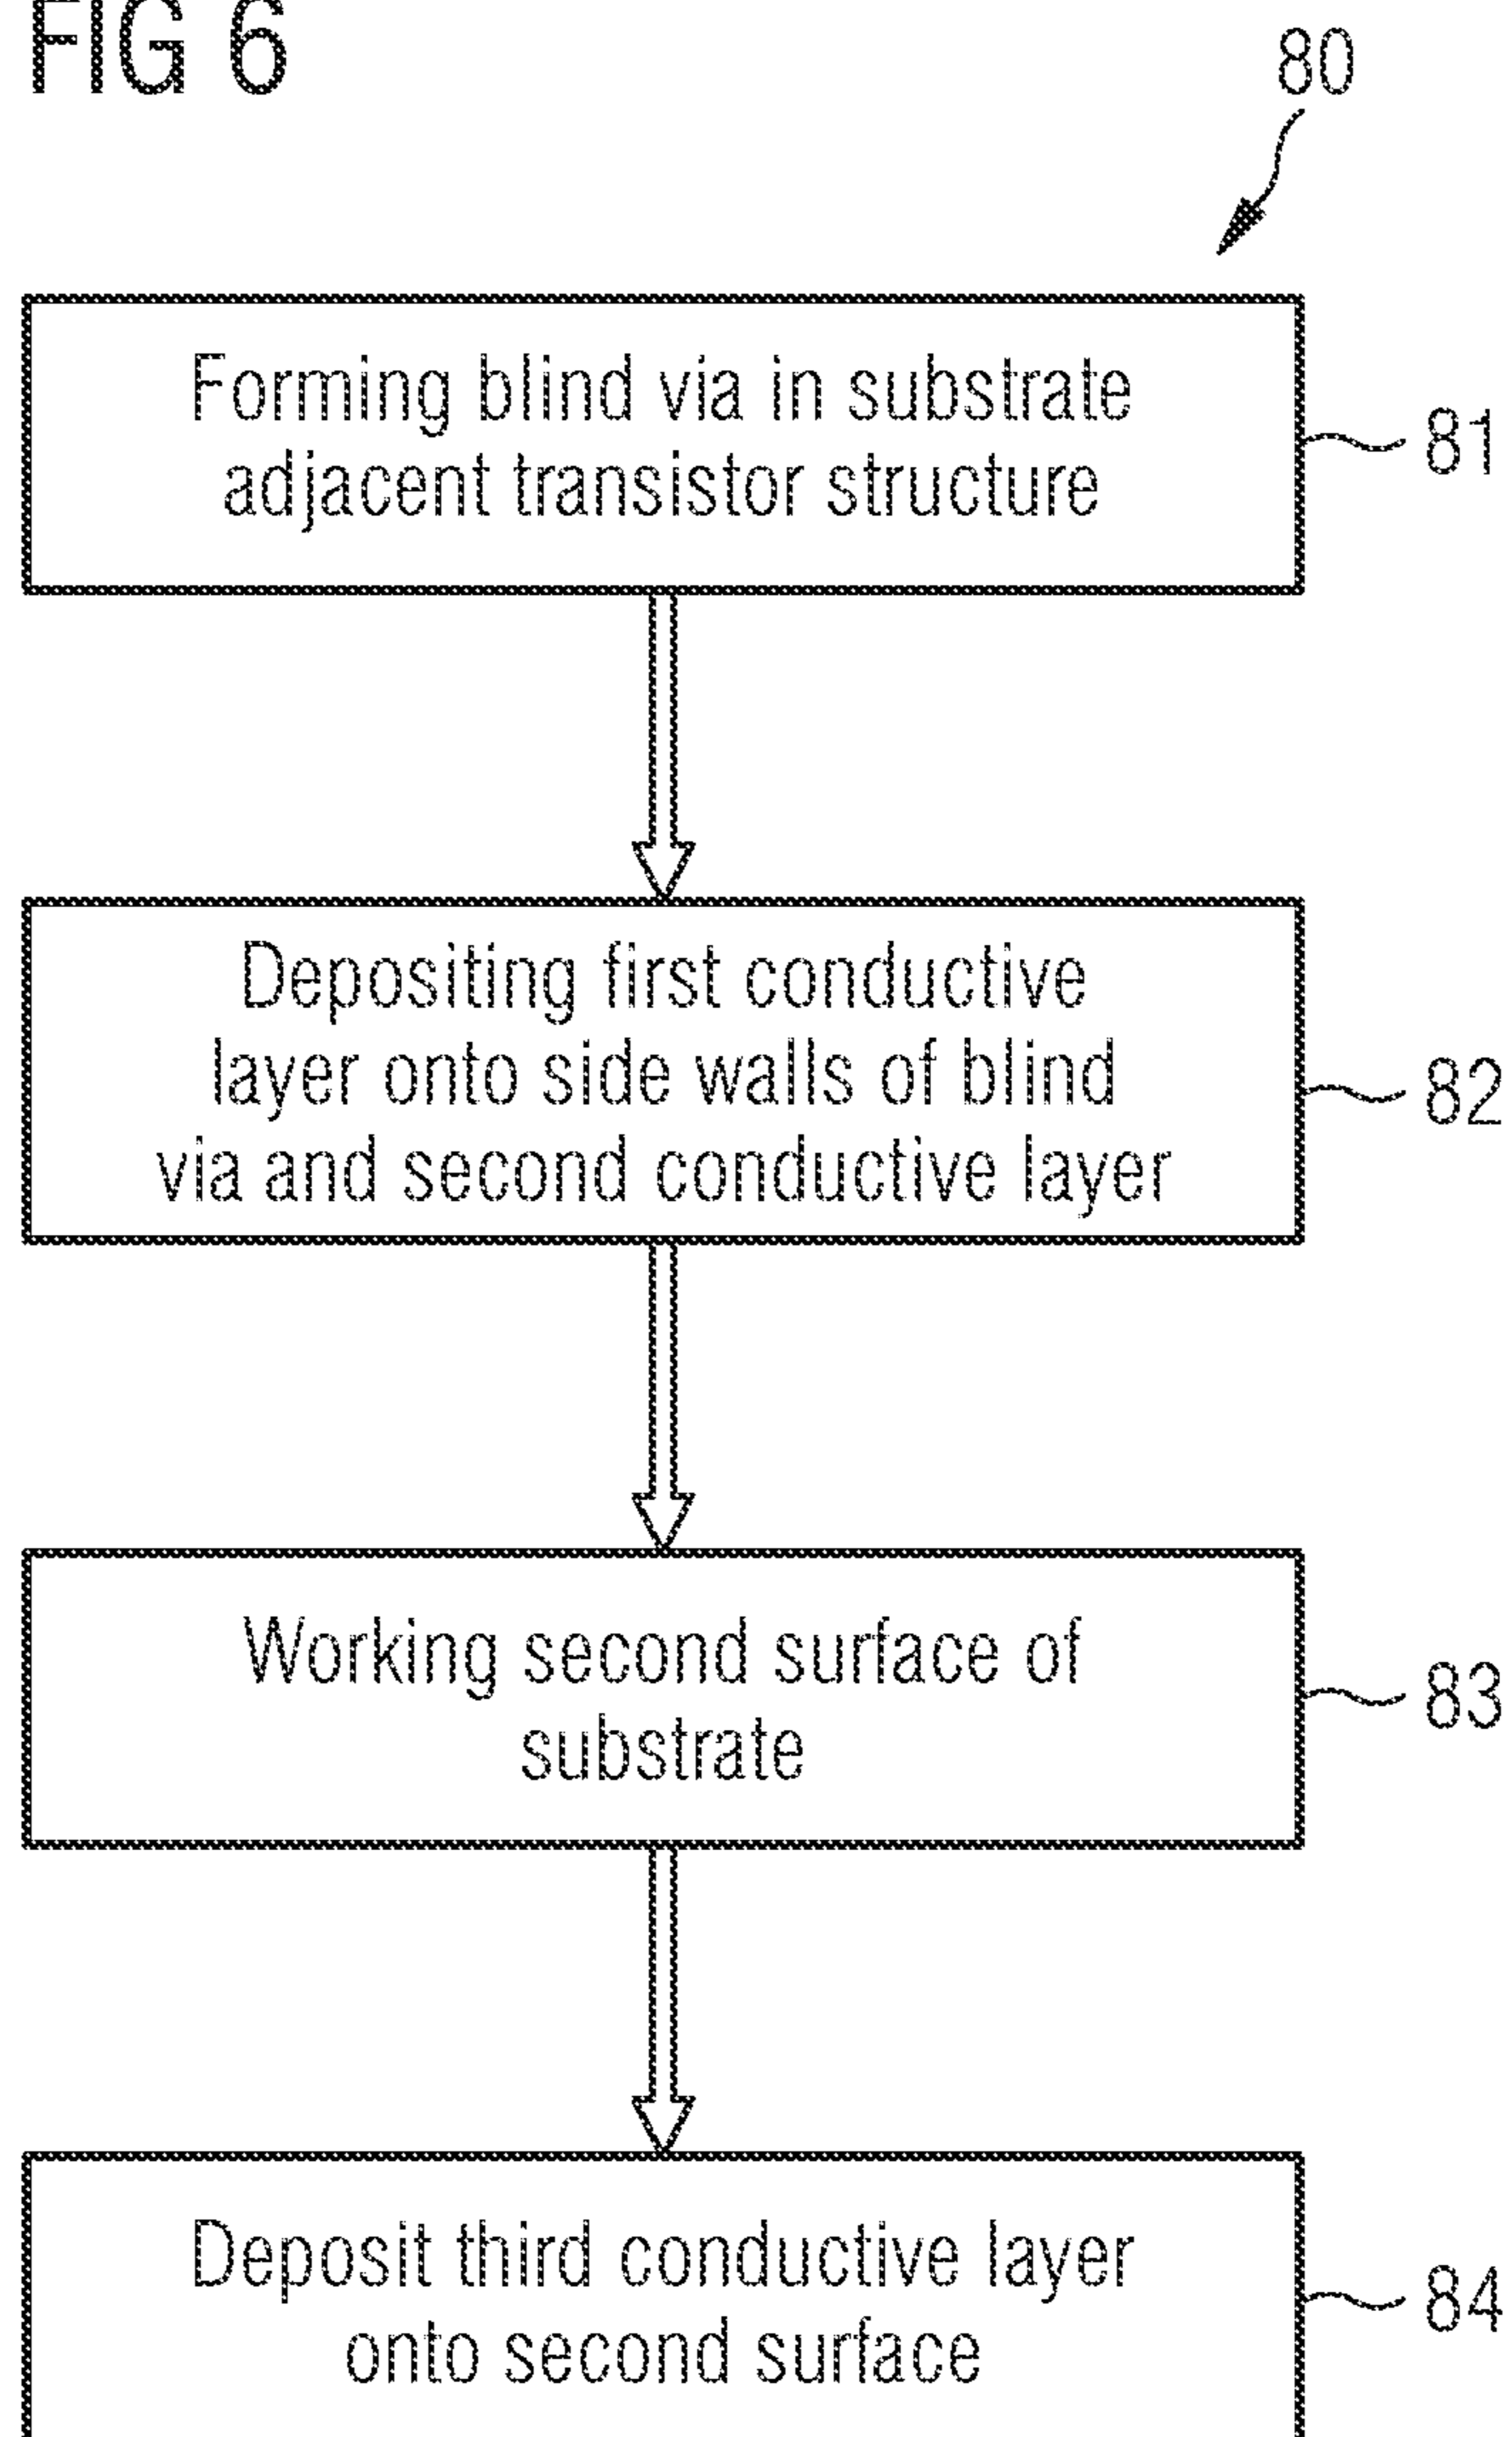 FIG 6
80
Forming blind via in substrate
adjacent transistor structure
81
Depositing first conductive
layer onto side walls of blind
via and second conductive layer
82
Working second surface of
substrate
83
Deposit third conductive layer
onto second surface
84